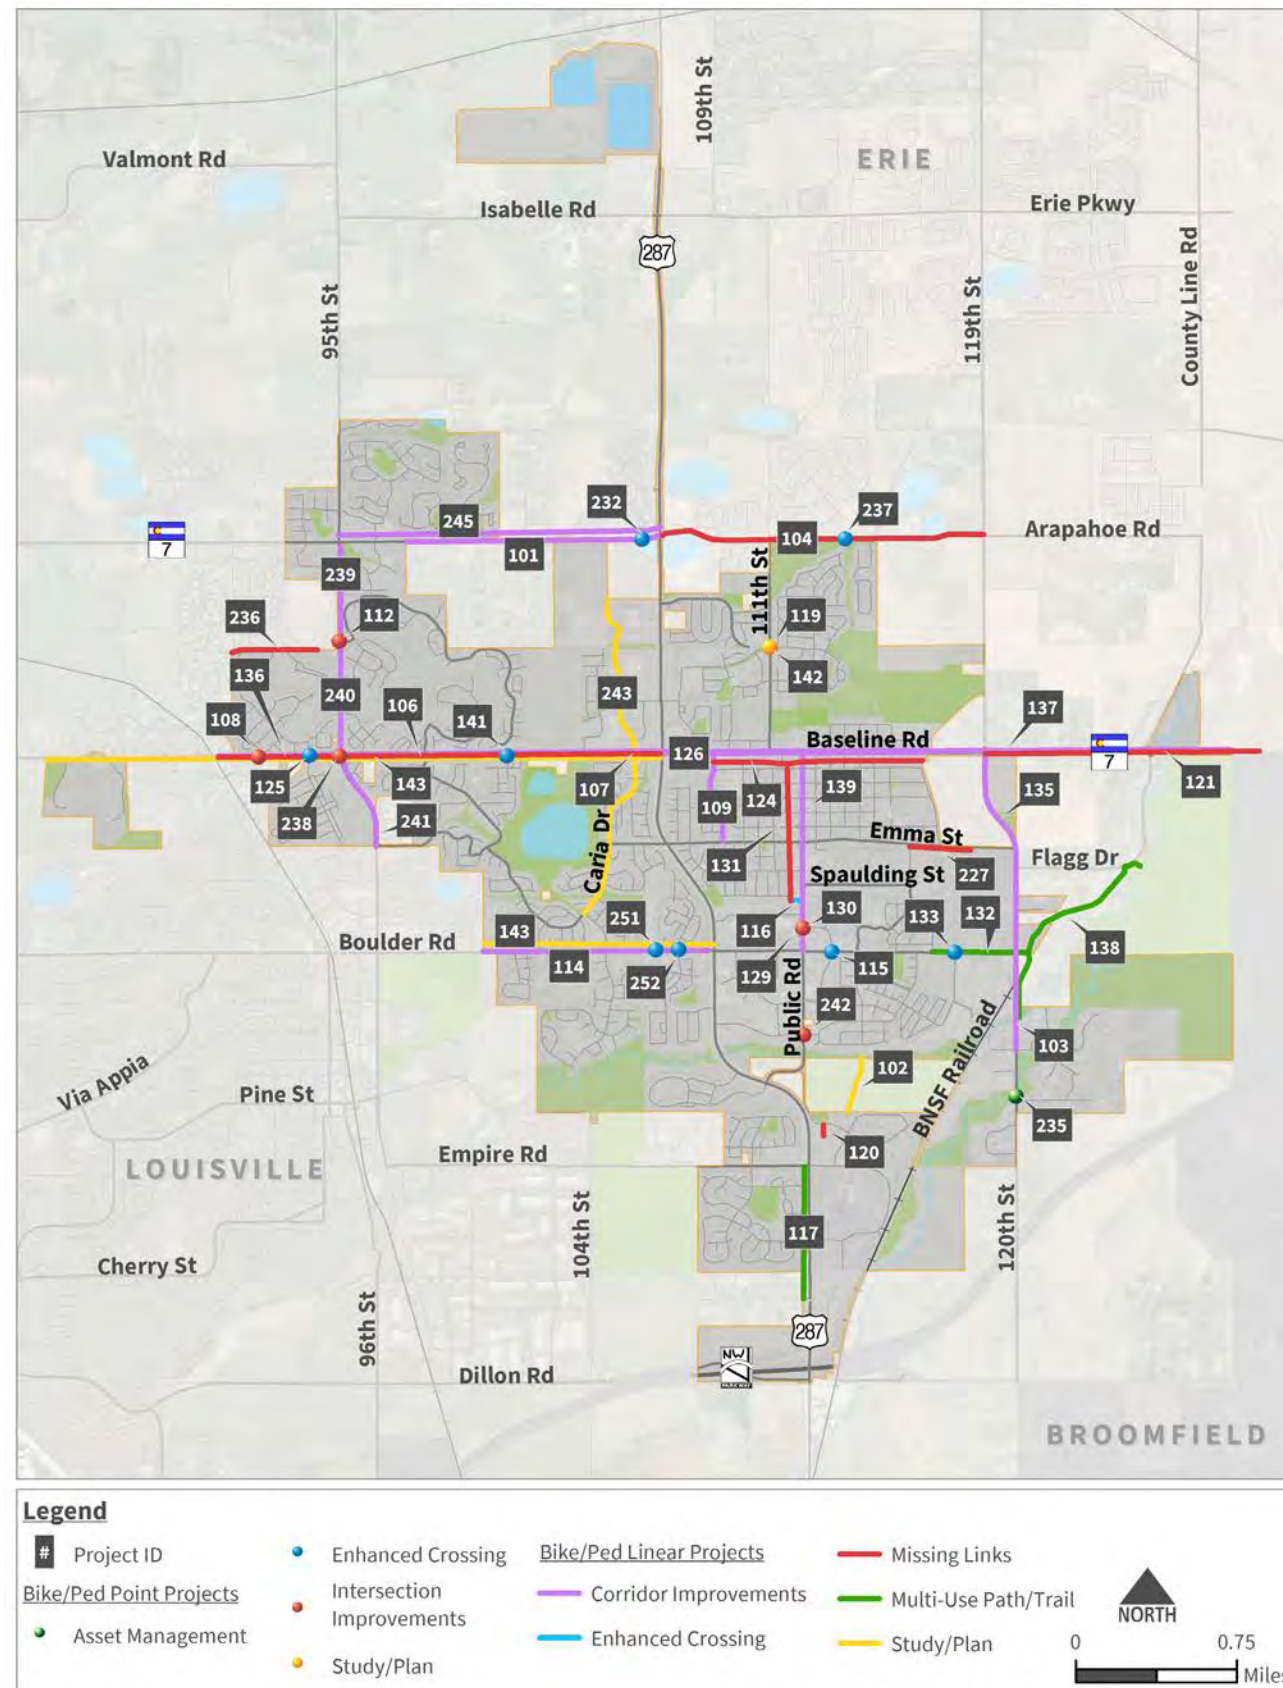 109th St
Valmont Rd
ERIE
Isabelle Rd
Erie Pkwy
287
County Line Rd
95th St
119th St
232
237
245
7
104
Arapahoe Rd
101
239
111th St
112
119
236
142
136
240
106
243
108
141
137
126
Baseline Rd
7
125
107
124
139
121
143
109
135
238
241
Emma St
Caria Dr
131
Flagg Dr
Spaulding St
227
251
130
133
132
143
116
Boulder Rd
138
114
252
129
115
Public Rd
242
103
102
BNSF Railroad
Via Appia
Pine St
235
120
LOUISVILLE
Empire Rd
104th St
120th St
117
Cherry St
96th St
287
NW
PARKWAY
Dillon Rd
BROOMFIELD
Legend
# Project ID
Bike/Ped Point Projects
Asset Management
Enhanced Crossing
Intersection
Improvements
Study/Plan
Bike/Ped Linear Projects
Corridor Improvements
Enhanced Crossing
Missing Links
Multi-Use Path/Trail
Study/Plan
NORTH
0 0.75
Miles